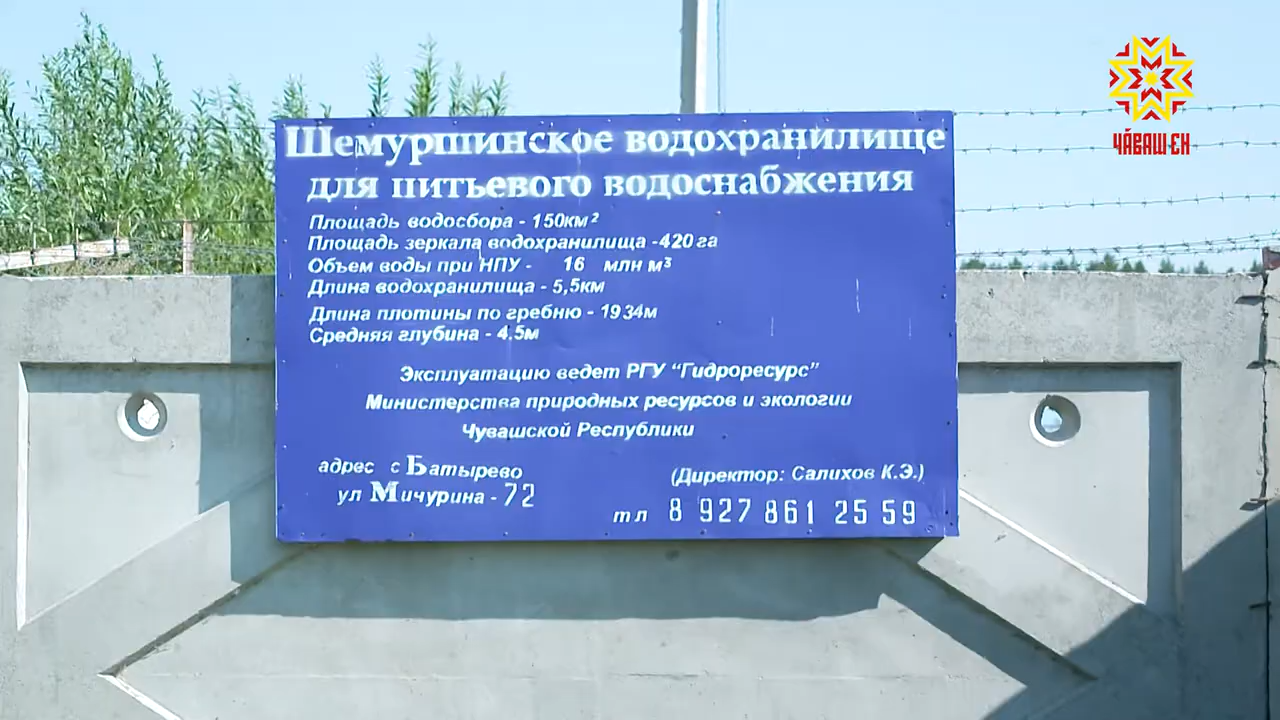 Шемуршинское водохранилище
для питьевого водоснабжения
Площадь водосбора - 150км²
Площадь зеркала водохранилища -420 га
Объем воды при НПУ - 16 млн м³
Длина водохранилища - 5,5км
Длина плотины по гребню - 1934м
Средняя глубина - 4.5м
Эксплуатацию ведет РГУ "Гидроресурс"
Министерства природных ресурсов и экологии
Чувашской Республики
адрес с Батырево
ул Мичурина - 72
(Директор: Салихов К.Э.)
тл 8 927 861 25 59
ЧӐВАШ ЕН